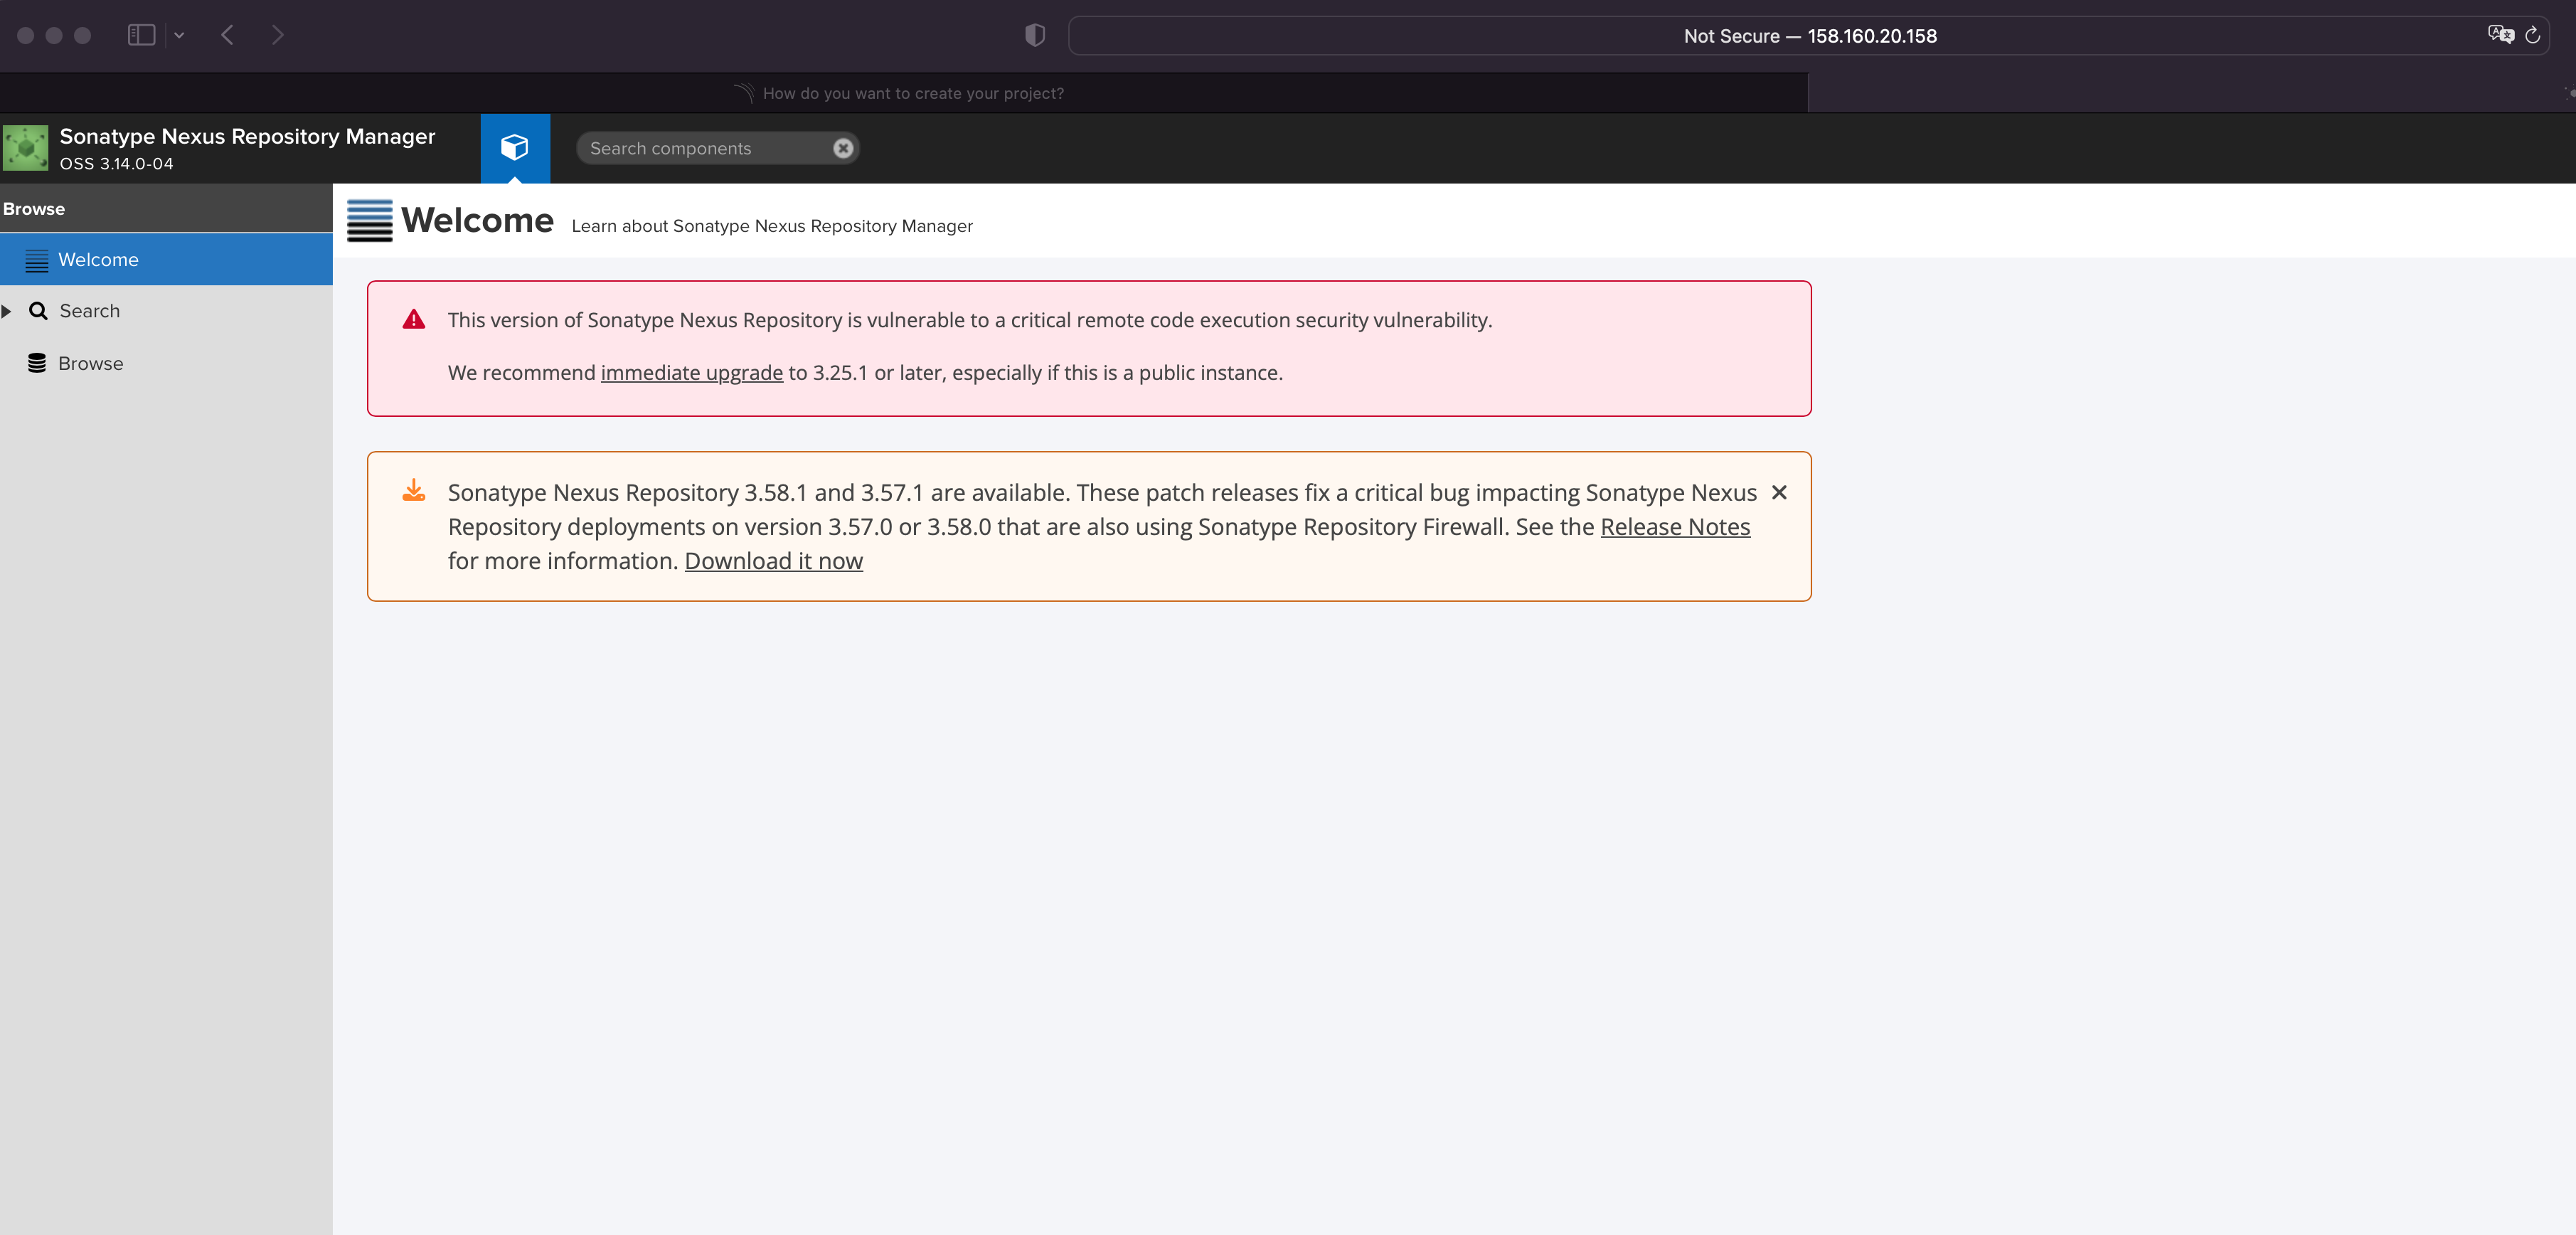 Not Secure — 158.160.20.158
How do you want to create your project?
Sonatype Nexus Repository Manager
OSS 3.14.0-04
Search components
Browse
Welcome
Search
Browse
Welcome Learn about Sonatype Nexus Repository Manager
This version of Sonatype Nexus Repository is vulnerable to a critical remote code execution security vulnerability.
We recommend immediate upgrade to 3.25.1 or later, especially if this is a public instance.
Sonatype Nexus Repository 3.58.1 and 3.57.1 are available. These patch releases fix a critical bug impacting Sonatype Nexus
Repository deployments on version 3.57.0 or 3.58.0 that are also using Sonatype Repository Firewall. See the Release Notes
for more information. Download it now